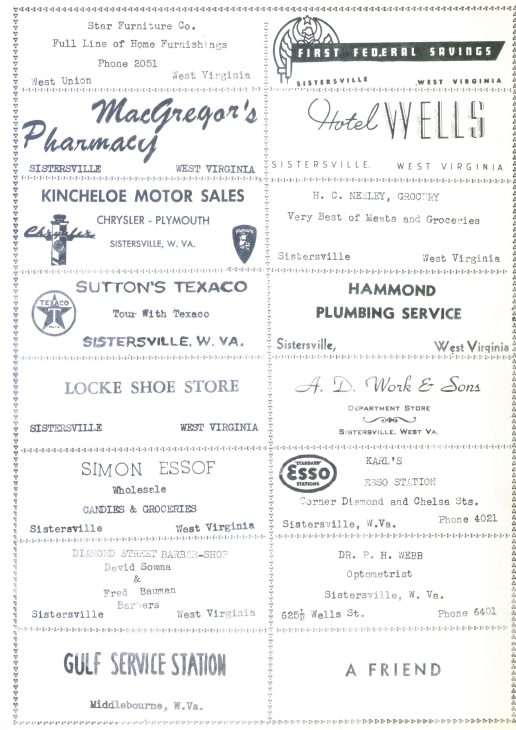 Star Furniture Co.
Full Line of Home Furnishings
Phone 2051
West Union West Virginia
FIRST FEDERAL SAVINGS
SISTERSVILLE WEST VIRGINIA
MacGregor's
Pharmacy
SISTERSVILLE WEST VIRGINIA
Hotel WELLS
SISTERSVILLE. WEST VIRGINIA
KINCHELOE MOTOR SALES
CHRYSLER - PLYMOUTH
Chrysler
SISTERSVILLE, W. VA.
H. C. NEELEY, GROCERY
Very Best of Meats and Groceries
Sistersville West Virginia
TEXACO
SUTTON'S TEXACO
Tour With Texaco
SISTERSVILLE, W. VA.
HAMMOND
PLUMBING SERVICE
Sistersville, West Virginia
LOCKE SHOE STORE
SISTERSVILLE WEST VIRGINIA
A. D. Work & Sons
DEPARTMENT STORE
SISTERSVILLE, WEST VA.
SIMON ESSOF
Wholesale
CANDIES & GROCERIES
Sistersville West Virginia
"STANDARD"
ESSO
STATIONS
KARL'S
ESSO STATION
Corner Diamond and Chelsa Sts.
Sistersville, W.Va. Phone 4021
DIAMOND STREET BARBER-SHOP
David Sowma
&
Fred Bauman
Barbers
Sistersville West Virginia
DR. P. H. WEBB
Optometrist
Sistersville, W. Va.
625½ Wells St. Phone 6401
GULF SERVICE STATION
Middlebourne, W.Va.
A FRIEND